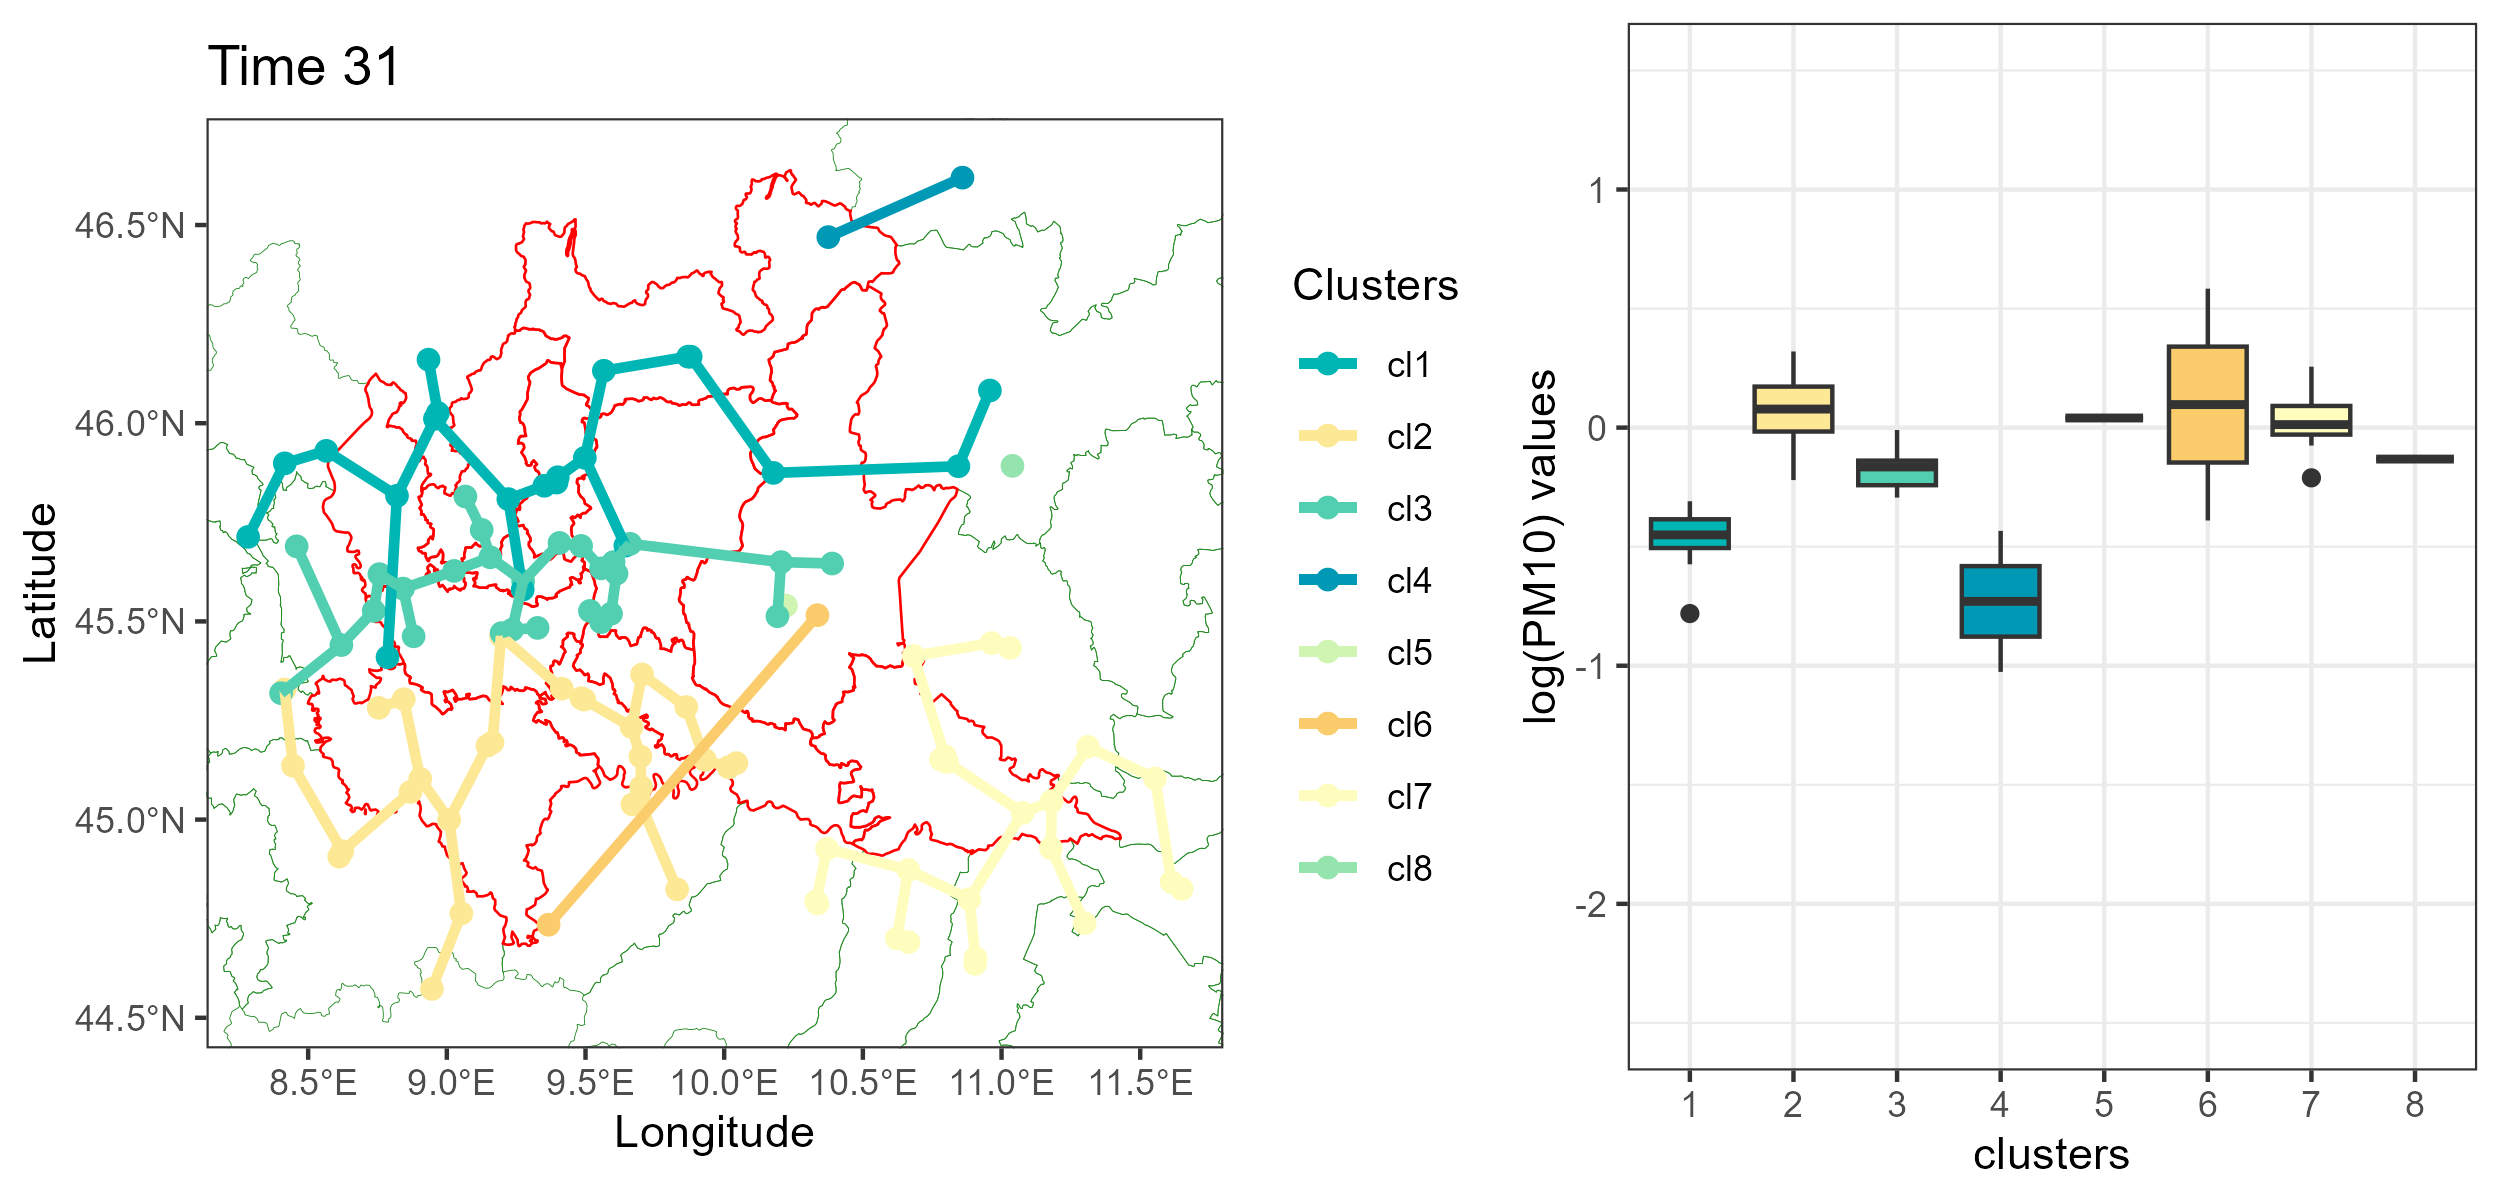 Time 31
46.5°N
46.0°N
45.5°N
45.0°N
44.5°N
Latitude
8.5°E 9.0°E 9.5°E 10.0°E 10.5°E 11.0°E 11.5°E
Longitude
Clusters
cl1
cl2
cl3
cl4
cl5
cl6
cl7
cl8
log(PM10) values
1
0
-1
-2
1 2 3 4 5 6 7 8
clusters